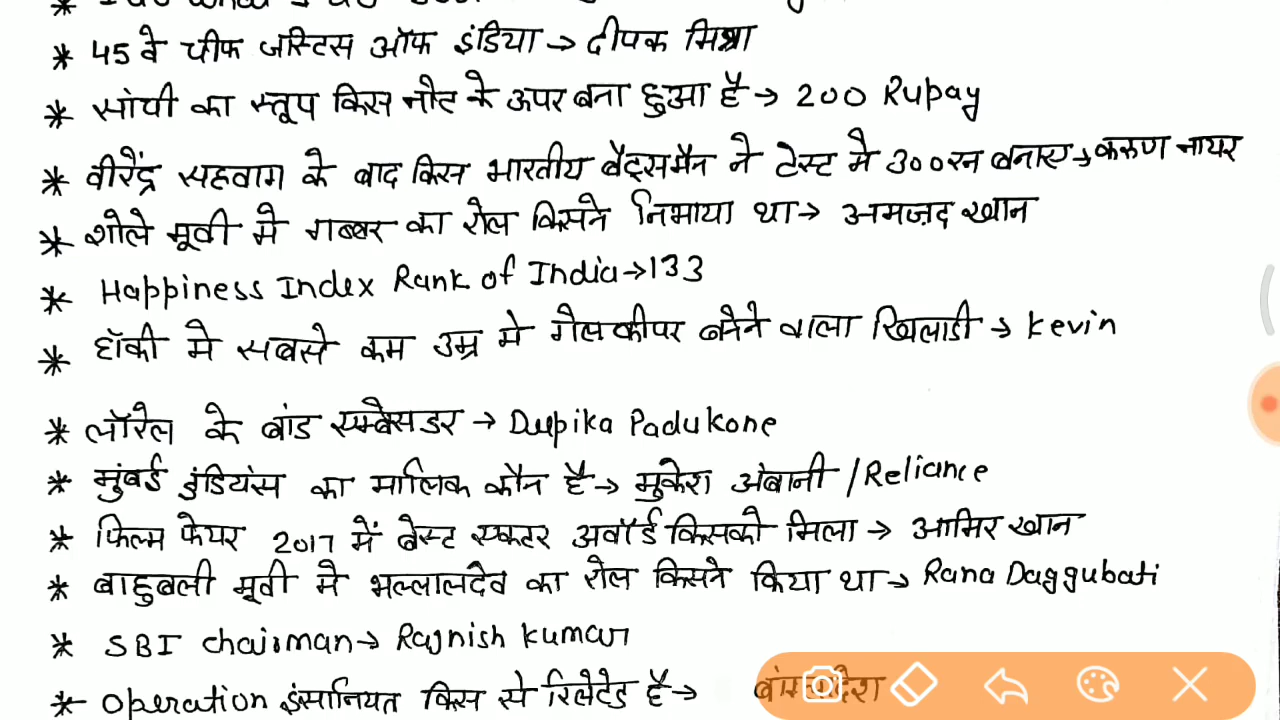 * 45 वे चीफ जस्टिस ऑफ इंडिया → दीपक मिश्रा
* सांची का स्तूप किस नोट के ऊपर बना हुआ है → 200 Rupay
* वीरेंद्र सहवाग के बाद किस भारतीय बैट्समैन ने टेस्ट मे 300 रन बनाए → करुण नायर
* शोले मूवी मे गब्बर का रोल किसने निभाया था → अमज़द खान
* Happiness Index Rank of India → 133
* हॉकी मे सबसे कम उम्र मे गोलकीपर बनने वाला खिलाडी → Kevin
* लॉरेल के बांड एम्बेसडर → Deepika Padukone
* मुंबई इंडियंस का मालिक कौन है → मुकेश अंबानी / Reliance
* फिल्म फेयर 2017 में बेस्ट एक्टर अवॉर्ड किसको मिला → आमिर खान
* बाहुबली मूवी मे भल्लालदेव का रोल किसने किया था → Rana Daggubati
* SBI chairman → Rajnish kumar
* Operation इंसानियत किस से रिलेटेड है →